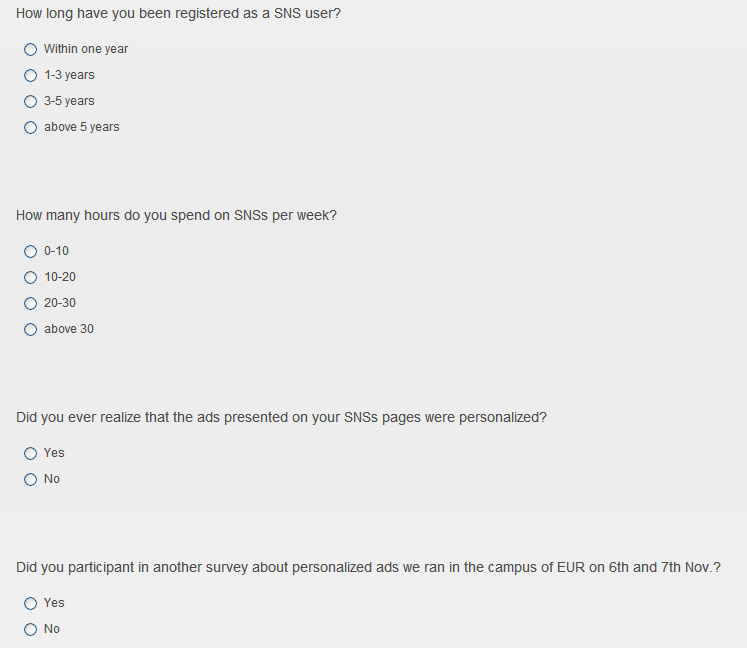 How long have you been registered as a SNS user?
Within one year
1-3 years
3-5 years
above 5 years
How many hours do you spend on SNSs per week?
0-10
10-20
20-30
above 30
Did you ever realize that the ads presented on your SNSs pages were personalized?
Yes
No
Did you participant in another survey about personalized ads we ran in the campus of EUR on 6th and 7th Nov.?
Yes
No